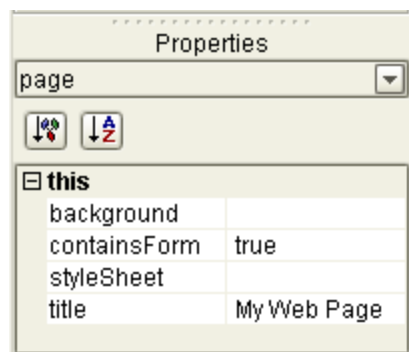 Properties
page
A
Z
this
background
containsForm true
styleSheet
title My Web Page